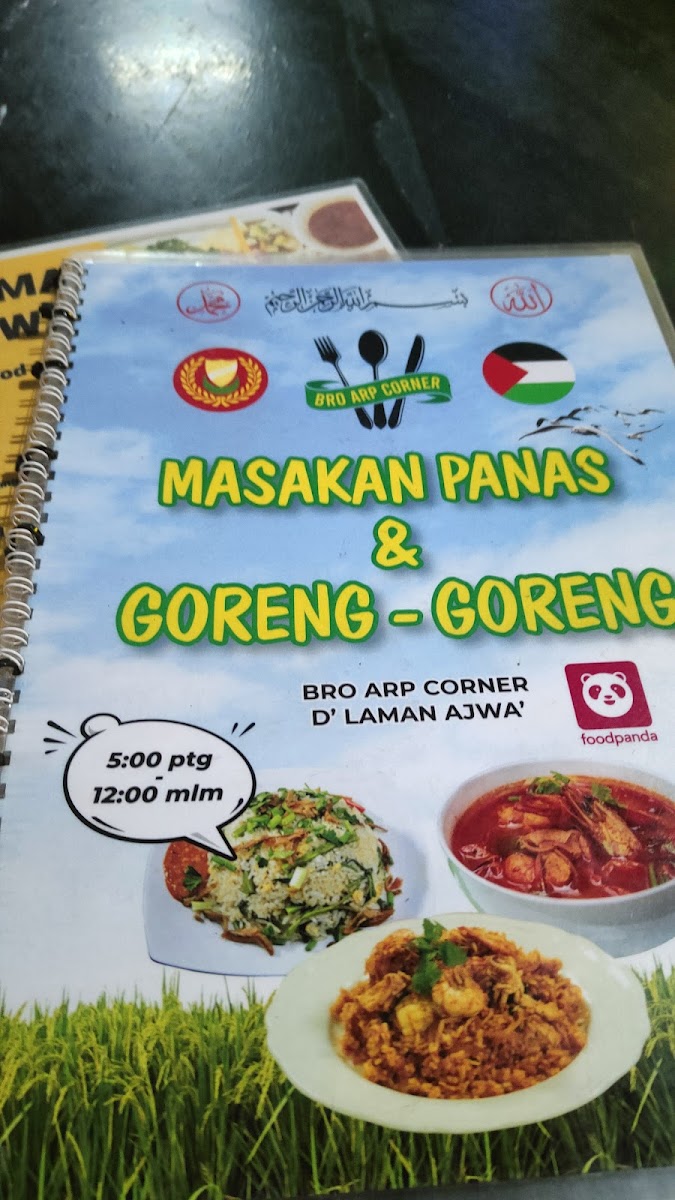 محمد
بسم الله الرحمن الرحيم
الله
BRO ARP CORNER
MASAKAN PANAS
&
GORENG - GORENG
BRO ARP CORNER
D' LAMAN AJWA'
foodpanda
5:00 ptg
-
12:00 mlm